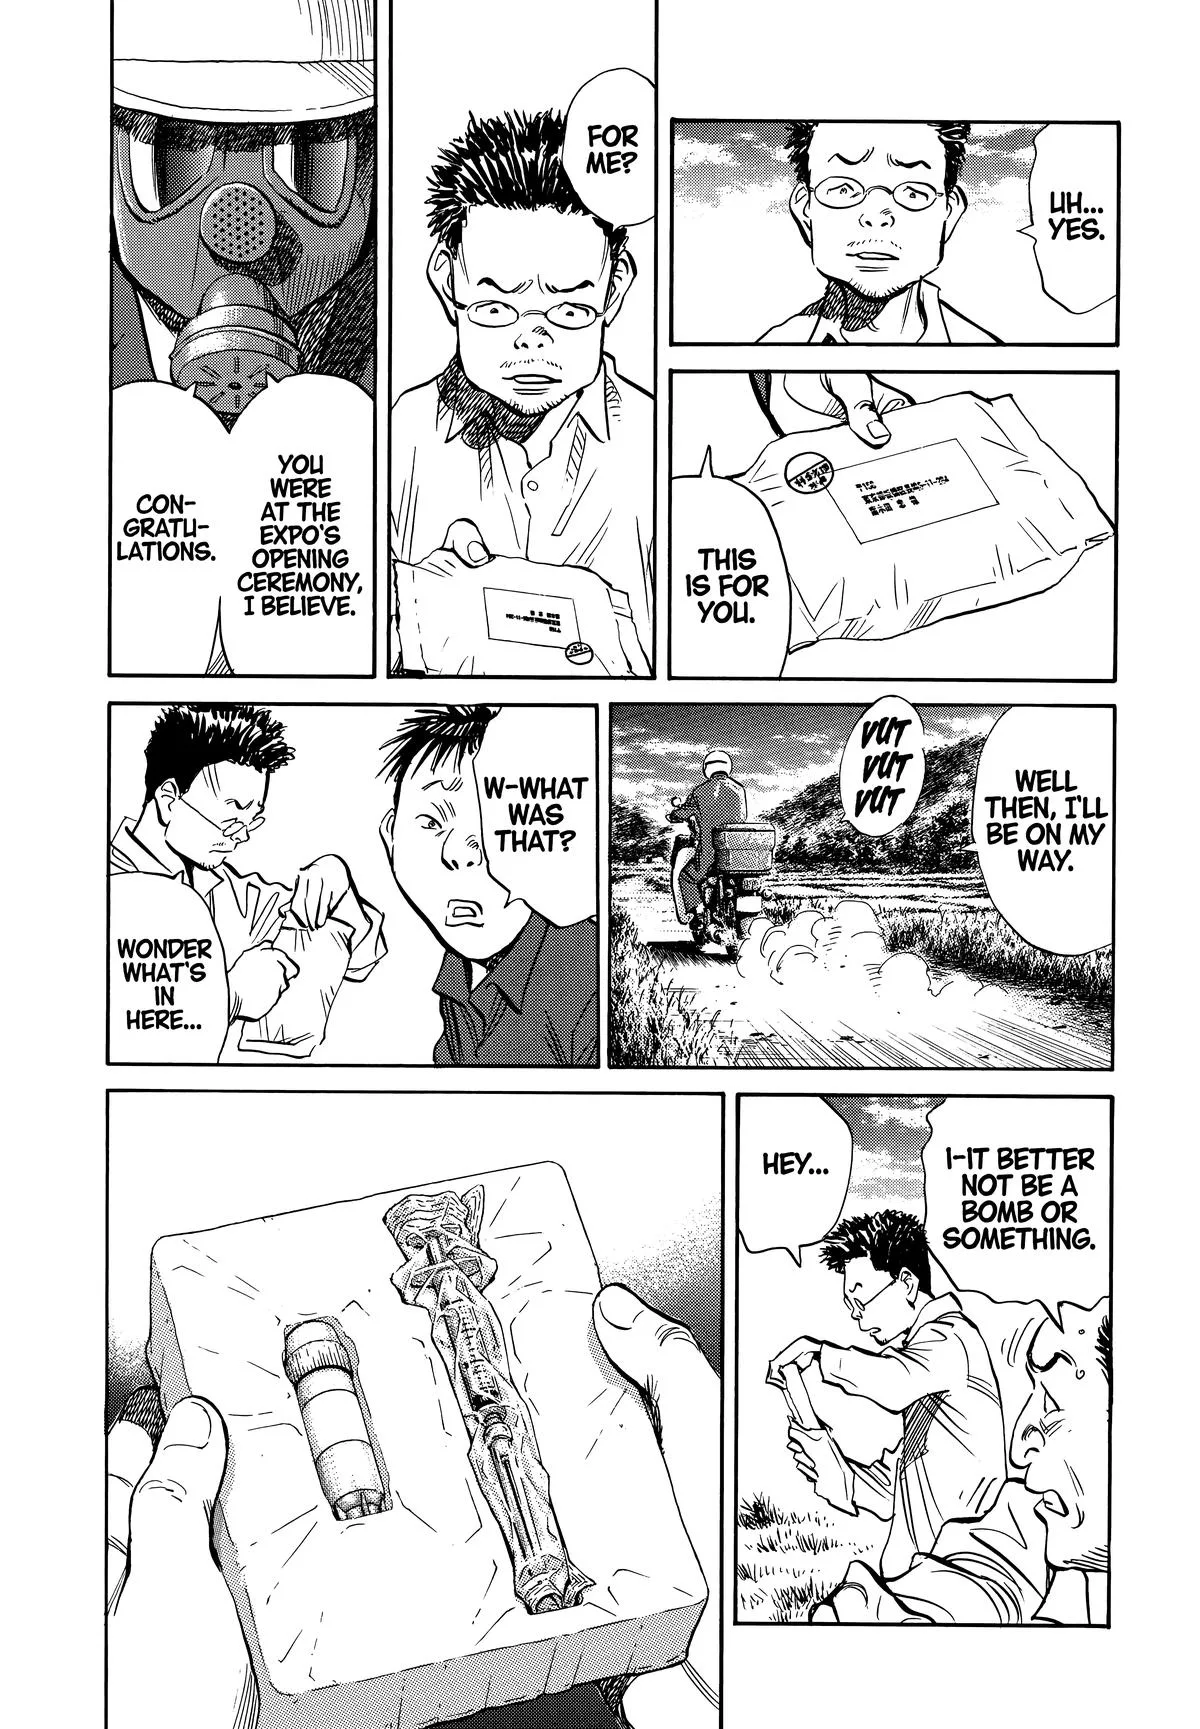 UH...
YES.
THIS
IS FOR
YOU.
FOR
ME?
YOU
WERE
AT THE
EXPO'S
OPENING
CEREMONY,
I BELIEVE.
CON-
GRATU-
LATIONS.
WELL
THEN, I'LL
BE ON MY
WAY.
VUT
VUT
VUT
W-WHAT
WAS
THAT?
WONDER
WHAT'S
IN
HERE...
I-IT BETTER
NOT BE A
BOMB OR
SOMETHING.
HEY...